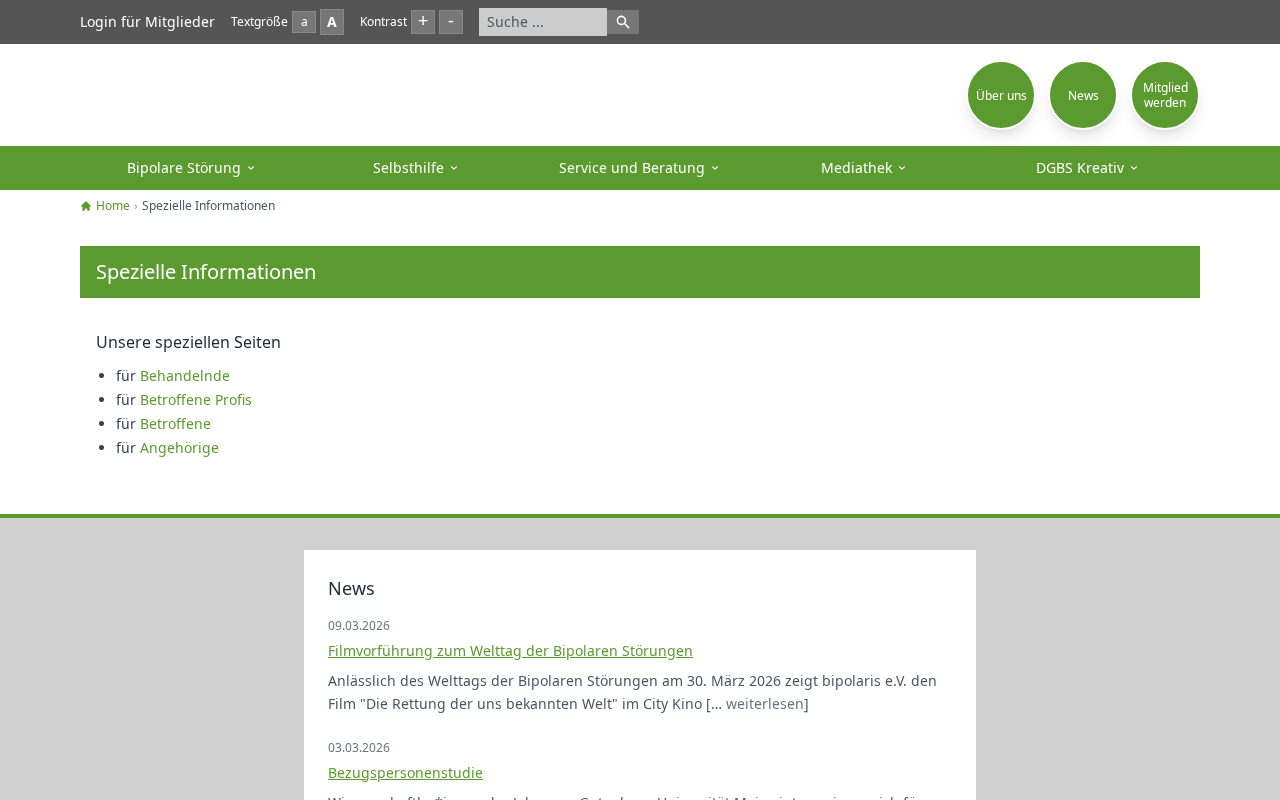 Login für Mitglieder Textgröße a A Kontrast + - Suche ...
Über uns
News
Mitglied
werden
Bipolare Störung Selbsthilfe Service und Beratung Mediathek DGBS Kreativ
Home › Spezielle Informationen
Spezielle Informationen
Unsere speziellen Seiten
• für Behandelnde
• für Betroffene Profis
• für Betroffene
• für Angehörige
News
09.03.2026
Filmvorführung zum Welttag der Bipolaren Störungen
Anlässlich des Welttags der Bipolaren Störungen am 30. März 2026 zeigt bipolaris e.V. den
Film "Die Rettung der uns bekannten Welt" im City Kino [… weiterlesen]
03.03.2026
Bezugspersonenstudie